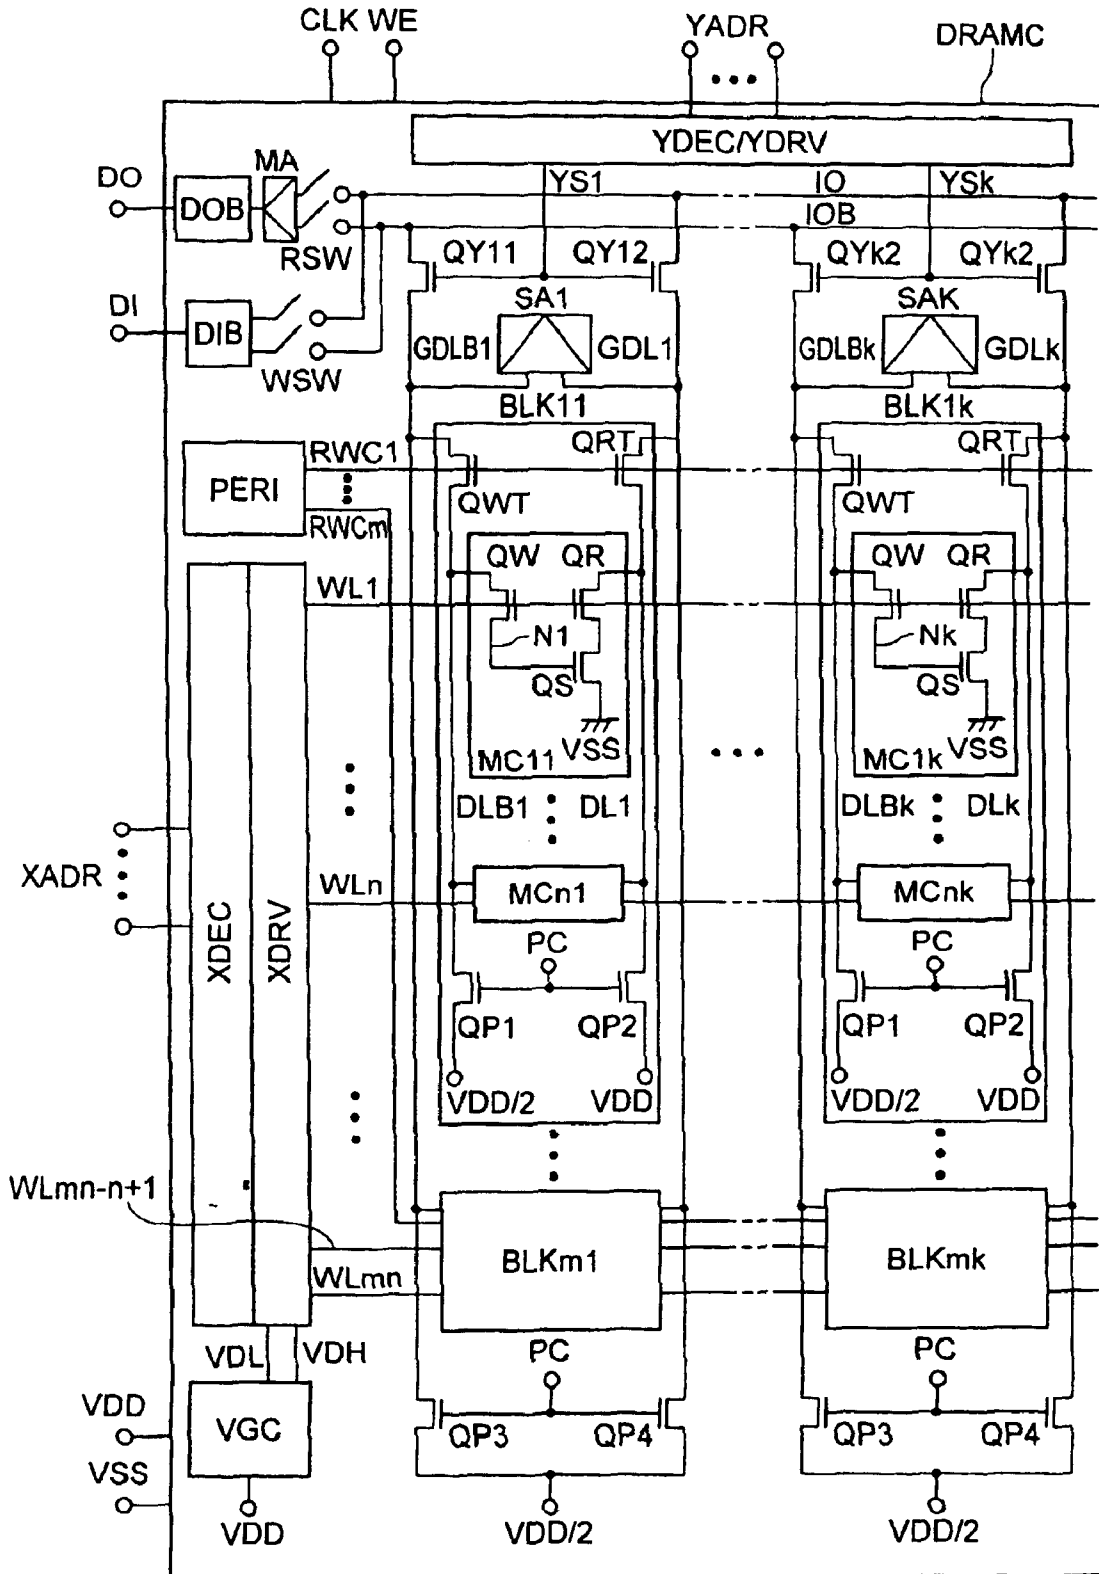 CLK WE
YADR
DRAMC
YDEC/YDRV
DO
MA
YS1
IO
YSk
DOB
IOB
RSW
QY11
QY12
QYk2
QYk2
DI
SA1
SAK
DIB
GDLB1
GDL1
GDLBk
GDLk
WSW
BLK11
BLK1k
RWC1
QRT
QRT
PERI
QWT
QWT
RWCm
QW
QR
QW
QR
WL1
N1
Nk
QS
QS
VSS
VSS
MC11
MC1k
DLB1
DL1
DLBk
DLk
XADR
WLn
MCn1
MCnk
XDEC
XDRV
PC
PC
QP1
QP2
QP1
QP2
VDD/2
VDD
VDD/2
VDD
WLmn-n+1
BLKm1
BLKmk
WLmn
VDL
VDH
PC
PC
VDD
VGC
QP3
QP4
QP3
QP4
VSS
VDD
VDD/2
VDD/2